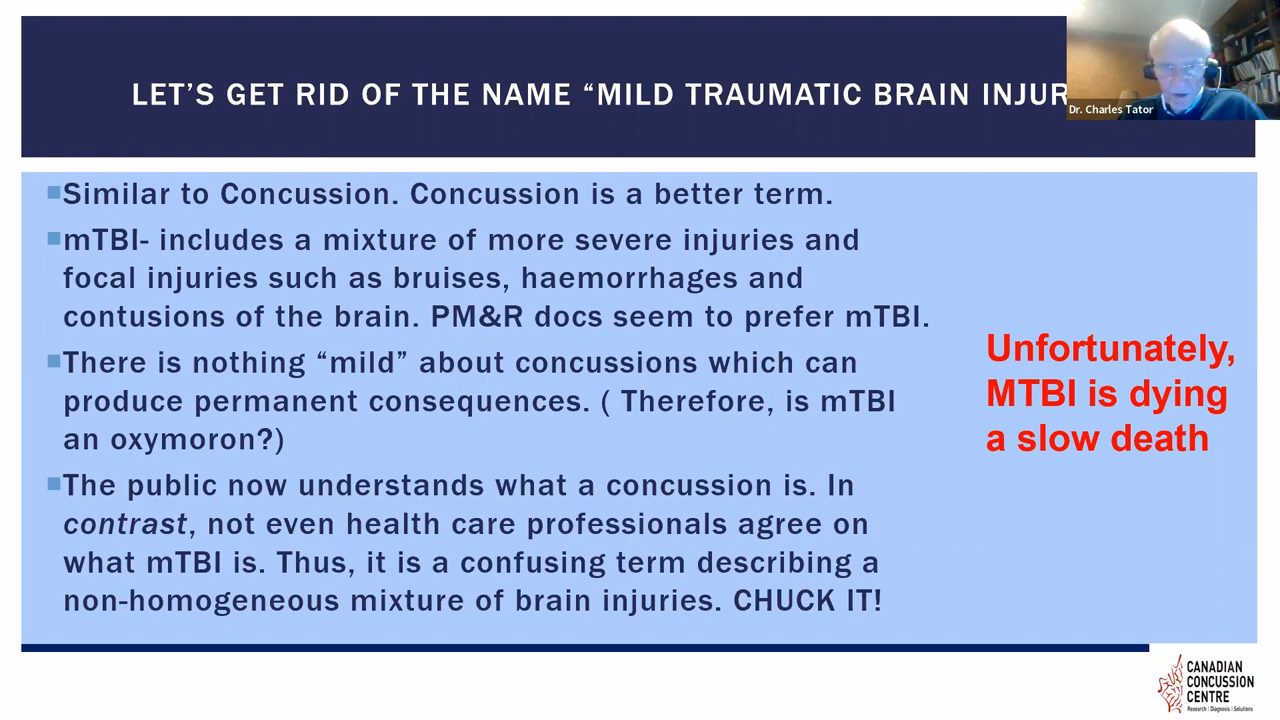 LET'S GET RID OF THE NAME “MILD TRAUMATIC BRAIN
Dr. Charles Tator
Similar to Concussion. Concussion is a better term.
mTBI- includes a mixture of more severe injuries and
focal injuries such as bruises, haemorrhages and
contusions of the brain. PM&R docs seem to prefer mTBI.
There is nothing “mild” about concussions which can
produce permanent consequences. ( Therefore, is mTBI
an oxymoron?)
The public now understands what a concussion is. In
contrast, not even health care professionals agree on
what mTBI is. Thus, it is a confusing term describing a
non-homogeneous mixture of brain injuries. CHUCK IT!
Unfortunately,
MTBI is dying
a slow death
CANADIAN
CONCUSSION
CENTRE
Research | Diagnosis | Solutions